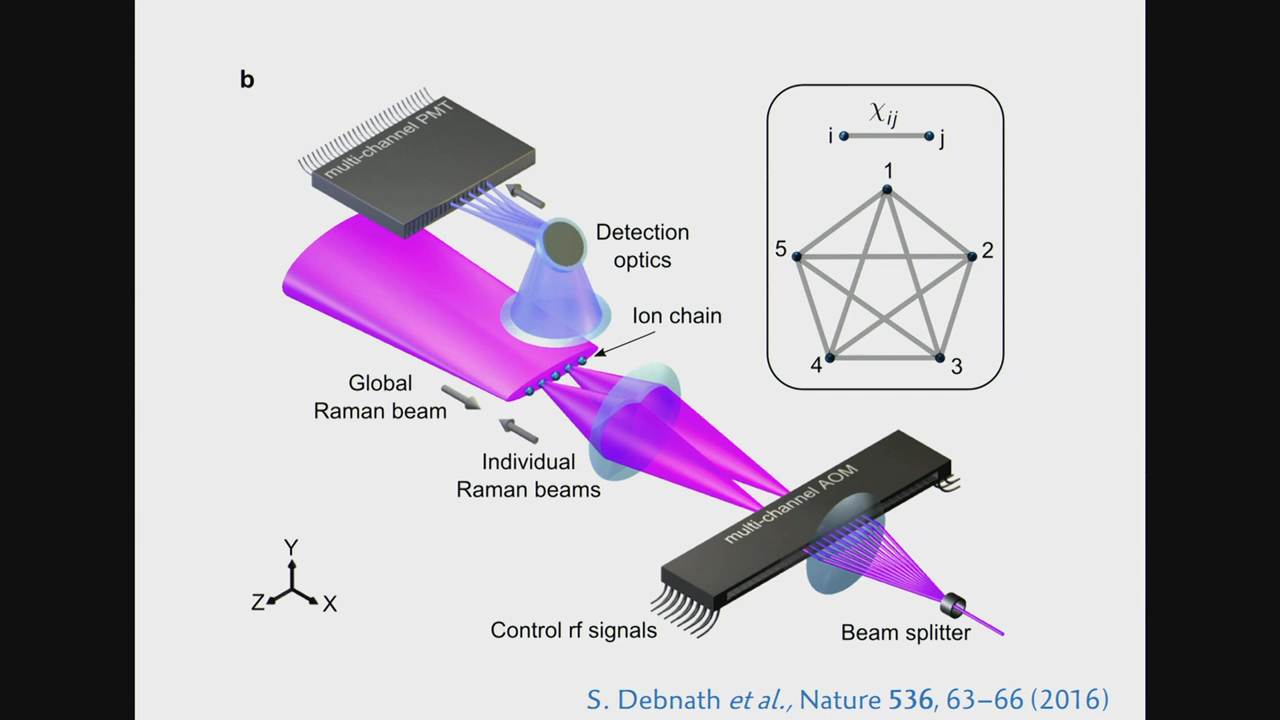 b
multi-channel PMT
Detection
optics
Ion chain
Global
Raman beam
Individual
Raman beams
multi-channel AOM
Y
Z
X
Control rf signals
Beam splitter
χij
i
j
1
5
2
4
3
S. Debnath et al., Nature 536, 63–66 (2016)